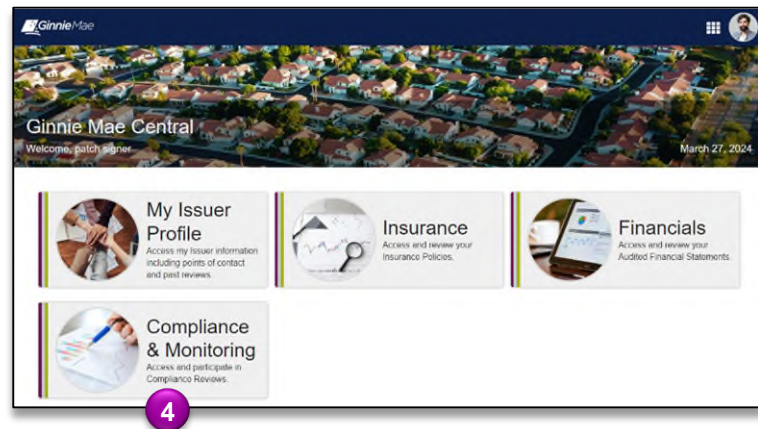 GinnieMae
Ginnie Mae Central
Welcome, patch signer
March 27, 2024
My Issuer
Profile
Access my Issuer information
including points of contact
and past reviews.
Insurance
Access and review your
Insurance Policies.
Financials
Access and review your
Audited Financial Statements.
Compliance
& Monitoring
Access and participate in
Compliance Reviews.
4